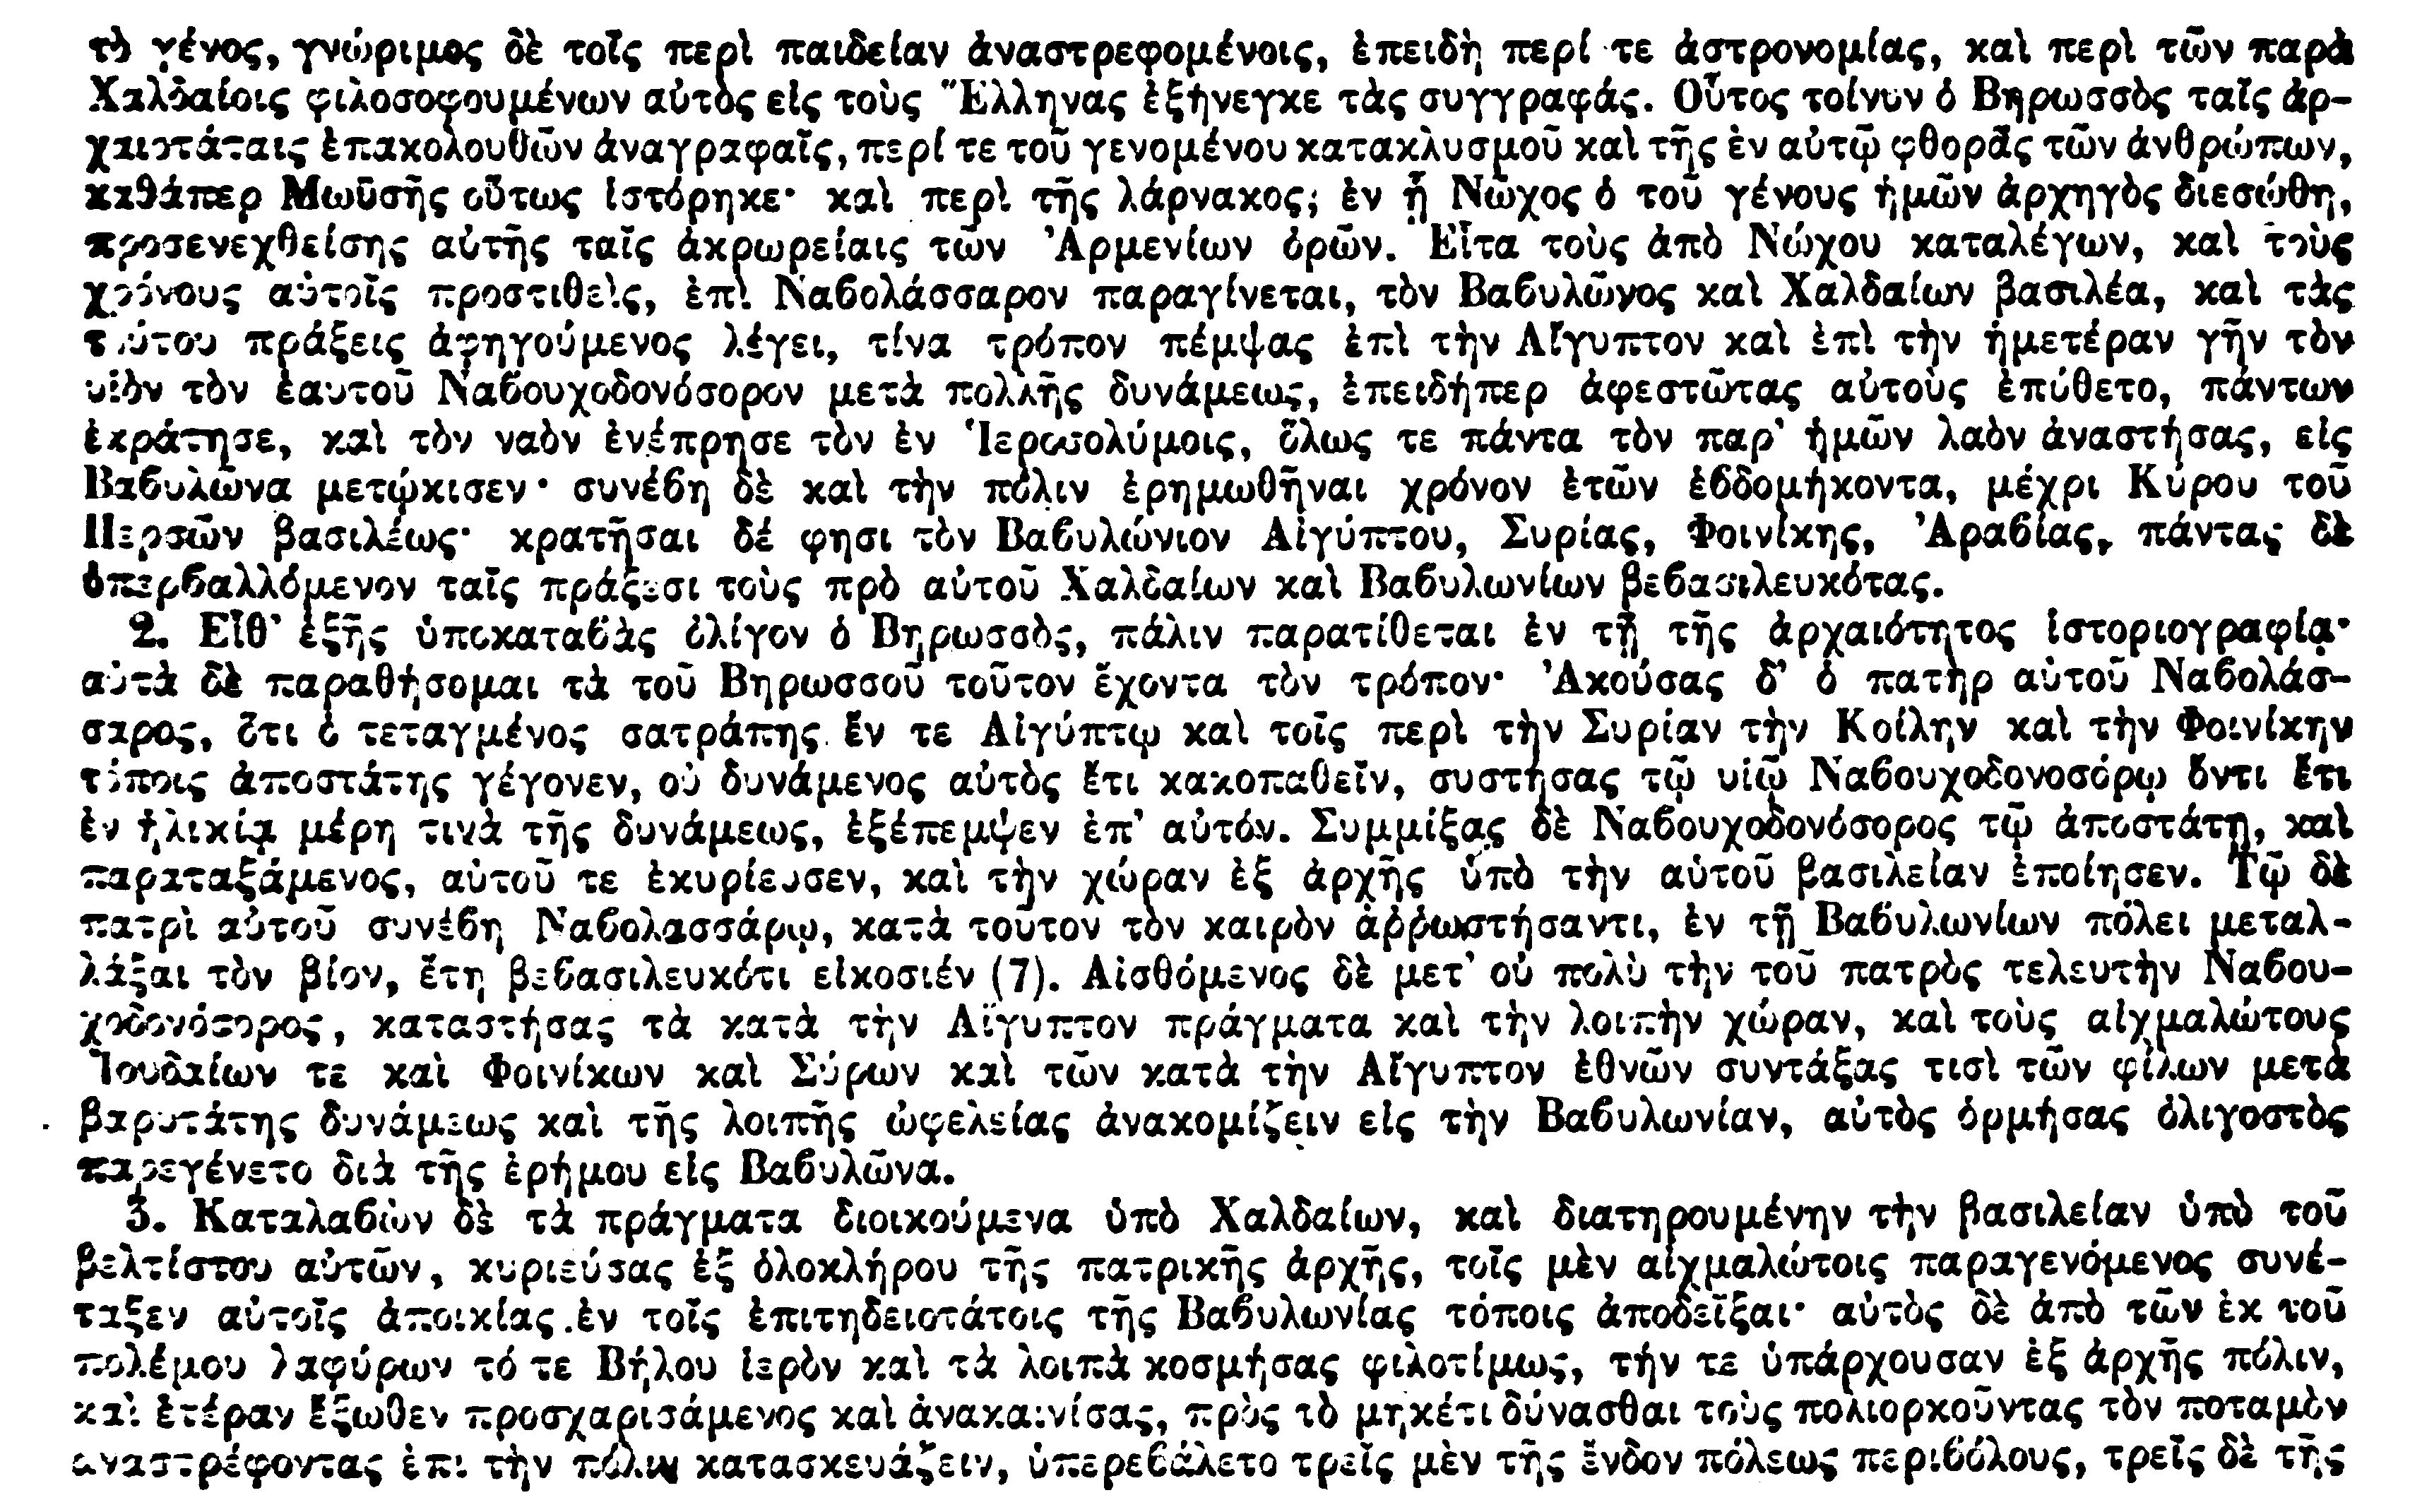 τὸ γένος, γνώριμος δὲ τοῖς περὶ παιδείαν ἀναστρεφομένοις, ἐπειδὴ περί τε ἀστρονομίας, καὶ περὶ τῶν παρὰ
Χαλδαίοις φιλοσοφουμένων αὐτὸς εἰς τοὺς Ἕλληνας ἐξήνεγκε τὰς συγγραφάς. Οὗτος τοίνυν ὁ Βηρωσσὸς ταῖς ἀρ-
χαιοτάταις ἐπακολουθῶν ἀναγραφαῖς, περί τε τοῦ γενομένου κατακλυσμοῦ καὶ τῆς ἐν αὐτῷ φθορᾶς τῶν ἀνθρώπων,
καθάπερ Μωϋσῆς οὕτως ἱστόρηκε· καὶ περὶ τῆς λάρνακος; ἐν ᾗ Νῶχος ὁ τοῦ γένους ἡμῶν ἀρχηγὸς διεσώθη,
προσενεχθείσης αὐτῆς ταῖς ἀκρωρείαις τῶν Ἀρμενίων ὀρῶν. Εἶτα τοὺς ἀπὸ Νώχου καταλέγων, καὶ τοὺς
χρόνους αὐτοῖς προστιθεὶς, ἐπὶ Ναβολάσσαρον παραγίνεται, τὸν Βαβυλῶνος καὶ Χαλδαίων βασιλέα, καὶ τὰς
τούτου πράξεις ἀφηγούμενος λέγει, τίνα τρόπον πέμψας ἐπὶ τὴν Αἴγυπτον καὶ ἐπὶ τὴν ἡμετέραν γῆν τὸν
υἱὸν τὸν ἑαυτοῦ Ναβουχοδονόσορον μετὰ πολλῆς δυνάμεως, ἐπειδήπερ ἀφεστῶτας αὐτοὺς ἐπύθετο, πάντων
ἐκράτησε, καὶ τὸν ναὸν ἐνέπρησε τὸν ἐν Ἱεροσολύμοις, ὅλως τε πάντα τὸν παρ' ἡμῶν λαὸν ἀναστήσας, εἰς
Βαβυλῶνα μετῴκισεν· συνέβη δὲ καὶ τὴν πόλιν ἐρημωθῆναι χρόνον ἐτῶν ἑβδομήκοντα, μέχρι Κύρου τοῦ
Περσῶν βασιλέως· κρατῆσαι δέ φησι τὸν Βαβυλώνιον Αἰγύπτου, Συρίας, Φοινίκης, Ἀραβίας, πάντας δὲ
ὑπερβαλλόμενον ταῖς πράξεσι τοὺς πρὸ αὐτοῦ Χαλδαίων καὶ Βαβυλωνίων βεβασιλευκότας.
2. Εἶθ' ἑξῆς ὑποκαταβὰς ὀλίγον ὁ Βηρωσσὸς, πάλιν παρατίθεται ἐν τῇ τῆς ἀρχαιότητος ἱστοριογραφίᾳ·
αὐτὰ δὲ παραθήσομαι τὰ τοῦ Βηρωσσοῦ τοῦτον ἔχοντα τὸν τρόπον· Ἀκούσας δ' ὁ πατὴρ αὐτοῦ Ναβολάσ-
σαρος, ὅτι ὁ τεταγμένος σατράπης ἔν τε Αἰγύπτῳ καὶ τοῖς περὶ τὴν Συρίαν τὴν Κοίλην καὶ τὴν Φοινίκην
τόποις ἀποστάτης γέγονεν, οὐ δυνάμενος αὐτὸς ἔτι κακοπαθεῖν, συστήσας τῷ υἱῷ Ναβουχοδονοσόρῳ ὄντι ἔτι
ἐν ἡλικίᾳ μέρη τινὰ τῆς δυνάμεως, ἐξέπεμψεν ἐπ' αὐτόν. Συμμίξας δὲ Ναβουχοδονόσορος τῷ ἀποστάτῃ, καὶ
παραταξάμενος, αὐτοῦ τε ἐκυρίευσεν, καὶ τὴν χώραν ἐξ ἀρχῆς ὑπὸ τὴν αὑτοῦ βασιλείαν ἐποίησεν. Τῷ δὲ
πατρὶ αὐτοῦ συνέβη Ναβολασσάρῳ, κατὰ τοῦτον τὸν καιρὸν ἀῤῥωστήσαντι, ἐν τῇ Βαβυλωνίων πόλει μεταλ-
λάξαι τὸν βίον, ἔτη βεβασιλευκότι εἰκοσιέν (7). Αἰσθόμενος δὲ μετ' οὐ πολὺ τὴν τοῦ πατρὸς τελευτὴν Ναβου-
χοδονόσορος, καταστήσας τὰ κατὰ τὴν Αἴγυπτον πράγματα καὶ τὴν λοιπὴν χώραν, καὶ τοὺς αἰχμαλώτους
Ἰουδαίων τε καὶ Φοινίκων καὶ Σύρων καὶ τῶν κατὰ τὴν Αἴγυπτον ἐθνῶν συντάξας τισὶ τῶν φίλων μετὰ
βαρυτάτης δυνάμεως καὶ τῆς λοιπῆς ὠφελείας ἀνακομίζειν εἰς τὴν Βαβυλωνίαν, αὐτὸς ὁρμήσας ὀλιγοστὸς
παρεγένετο διὰ τῆς ἐρήμου εἰς Βαβυλῶνα.
3. Καταλαβὼν δὲ τὰ πράγματα διοικούμενα ὑπὸ Χαλδαίων, καὶ διατηρουμένην τὴν βασιλείαν ὑπὸ τοῦ
βελτίστου αὐτῶν, κυριεύσας ἐξ ὁλοκλήρου τῆς πατρικῆς ἀρχῆς, τοῖς μὲν αἰχμαλώτοις παραγενόμενος συνέ-
ταξεν αὐτοῖς ἀποικίας ἐν τοῖς ἐπιτηδειοτάτοις τῆς Βαβυλωνίας τόποις ἀποδεῖξαι· αὐτὸς δὲ ἀπὸ τῶν ἐκ τοῦ
πολέμου λαφύρων τό τε Βήλου ἱερὸν καὶ τὰ λοιπὰ κοσμήσας φιλοτίμως, τήν τε ὑπάρχουσαν ἐξ ἀρχῆς πόλιν,
καὶ ἑτέραν ἔξωθεν προσχαρισάμενος καὶ ἀνακαινίσας, πρὸς τὸ μηκέτι δύνασθαι τοὺς πολιορκοῦντας τὸν ποταμὸν
ἀναστρέφοντας ἐπὶ τὴν πόλιν κατασκευάζειν, ὑπερεβάλετο τρεῖς μὲν τῆς ἔνδον πόλεως περιβόλους, τρεῖς δὲ τῆς